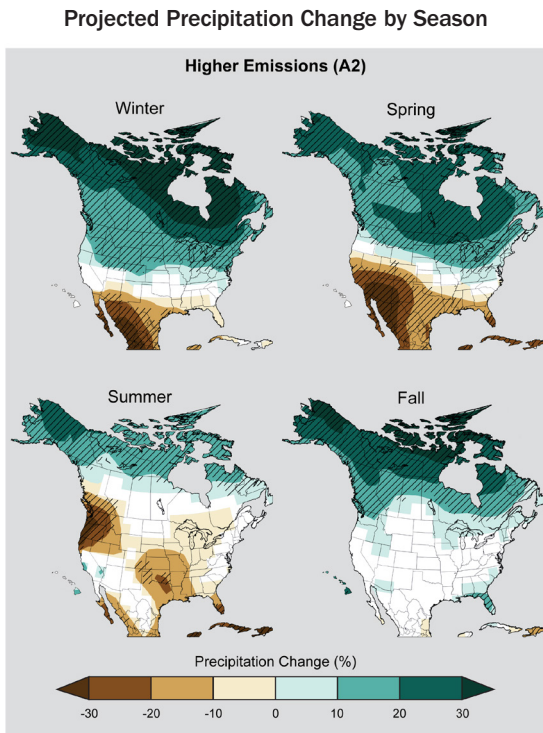 Projected Precipitation Change by Season
Higher Emissions (A2)
Winter
Spring
Summer
Fall
Precipitation Change (%)
-30 -20 -10 0 10 20 30